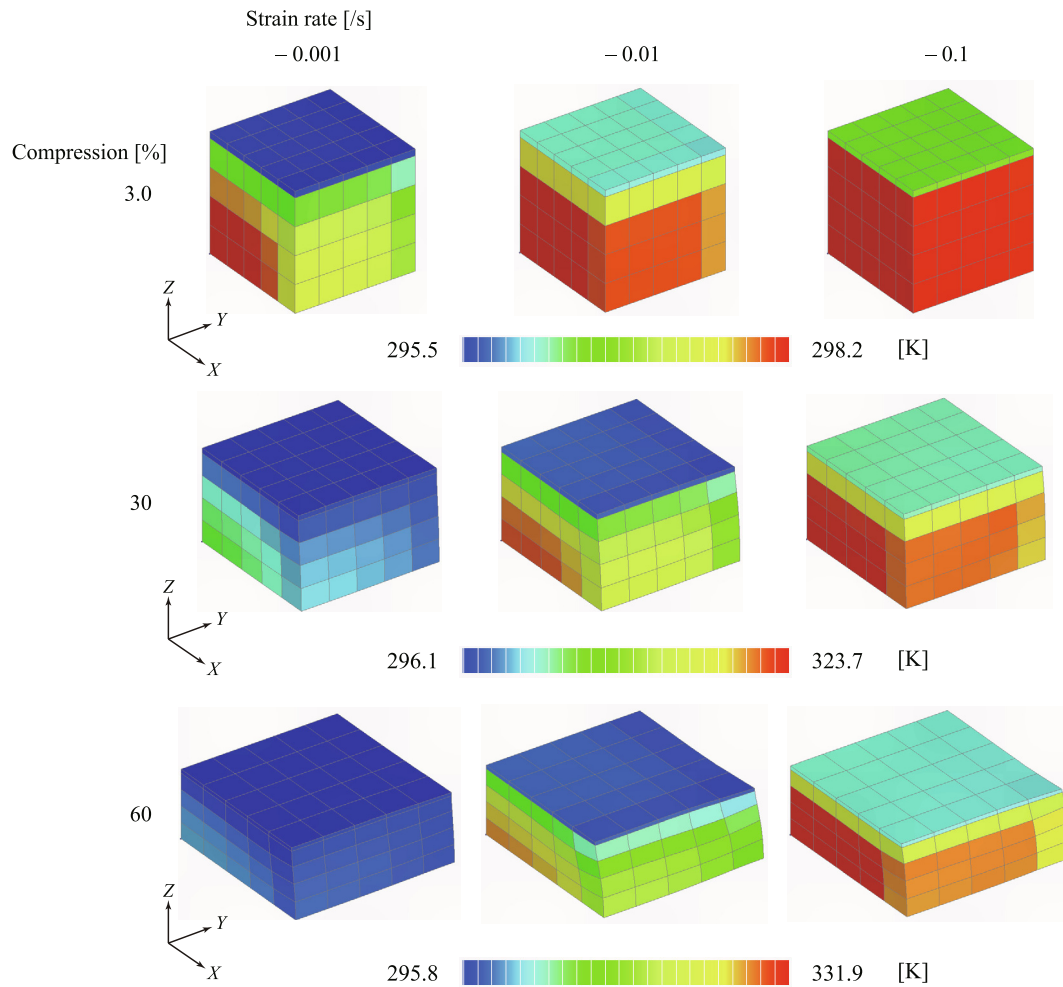 Strain rate [/s]
−0.001 −0.01 −0.1
Compression [%]
3.0
Z
Y
X
295.5 298.2 [K]
30
Z
Y
X
296.1 323.7 [K]
60
Z
Y
X
295.8 331.9 [K]